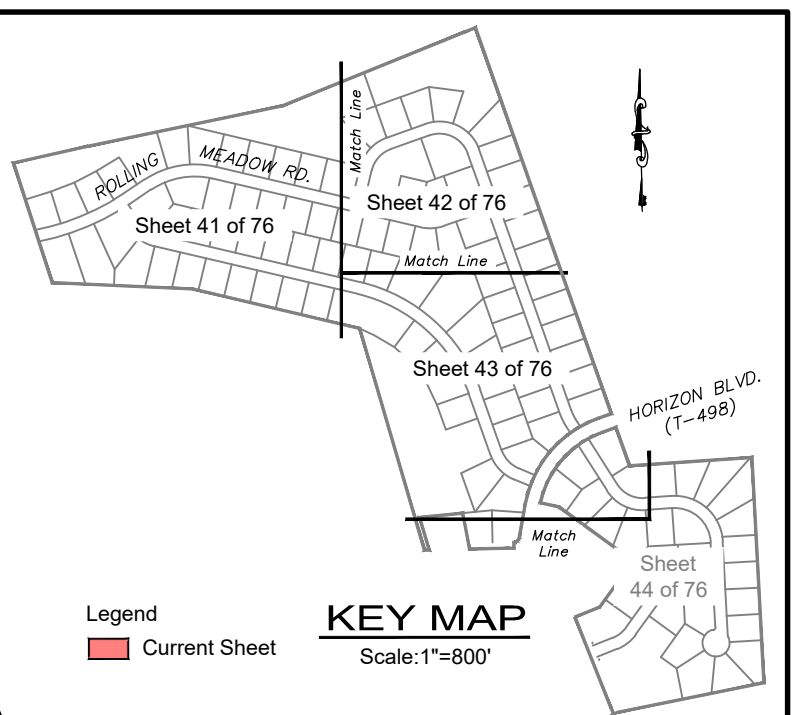 Match Line
ROLLING MEADOW RD.
Sheet 41 of 76
Sheet 42 of 76
Match Line
Sheet 43 of 76
HORIZON BLVD.
(T-498)
Match
Line
Sheet
44 of 76
Legend
Current Sheet
KEY MAP
Scale:1"=800'